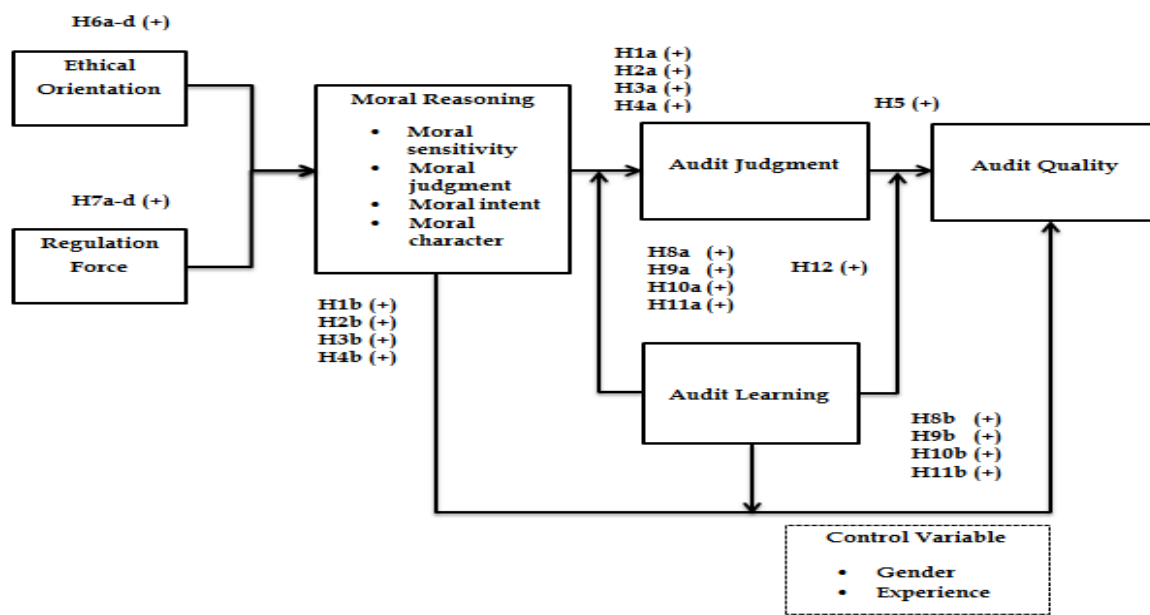 H6a-d (+)
Ethical
Orientation
H7a-d (+)
Regulation
Force
Moral Reasoning
• Moral
sensitivity
• Moral
judgment
• Moral intent
• Moral
character
H1b (+)
H2b (+)
H3b (+)
H4b (+)
H1a (+)
H2a (+)
H3a (+)
H4a (+)
Audit Judgment
H5 (+)
Audit Quality
H8a (+)
H9a (+)
H10a (+)
H11a (+)
H12 (+)
Audit Learning
H8b (+)
H9b (+)
H10b (+)
H11b (+)
Control Variable
• Gender
• Experience